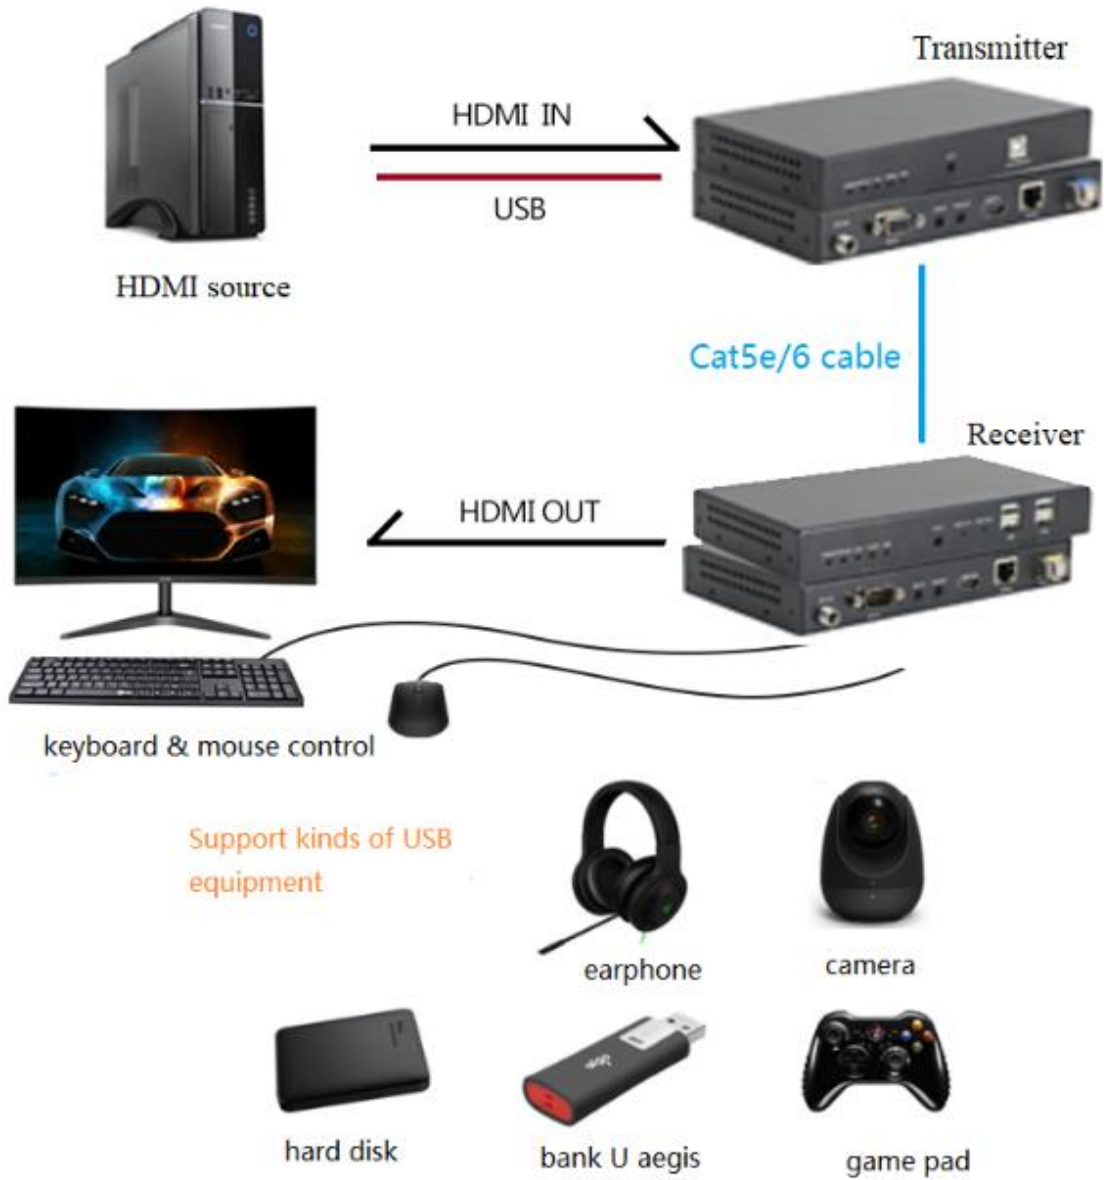 Transmitter
HDMI IN
USB
HDMI source
Cat5e/6 cable
Receiver
HDMI OUT
keyboard & mouse control
Support kinds of USB
equipment
earphone
camera
hard disk
bank U aegis
game pad